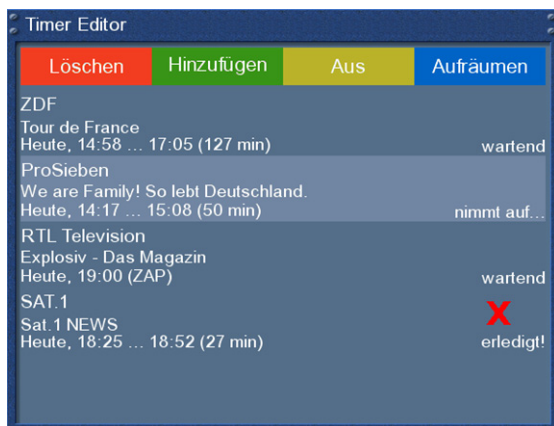 Timer Editor
Löschen Hinzufügen Aus Aufräumen
ZDF
Tour de France
Heute, 14:58 ... 17:05 (127 min) wartend
ProSieben
We are Family! So lebt Deutschland.
Heute, 14:17 ... 15:08 (50 min) nimmt auf...
RTL Television
Explosiv - Das Magazin
Heute, 19:00 (ZAP) wartend
SAT.1 X
Sat.1 NEWS
Heute, 18:25 ... 18:52 (27 min) erledigt!